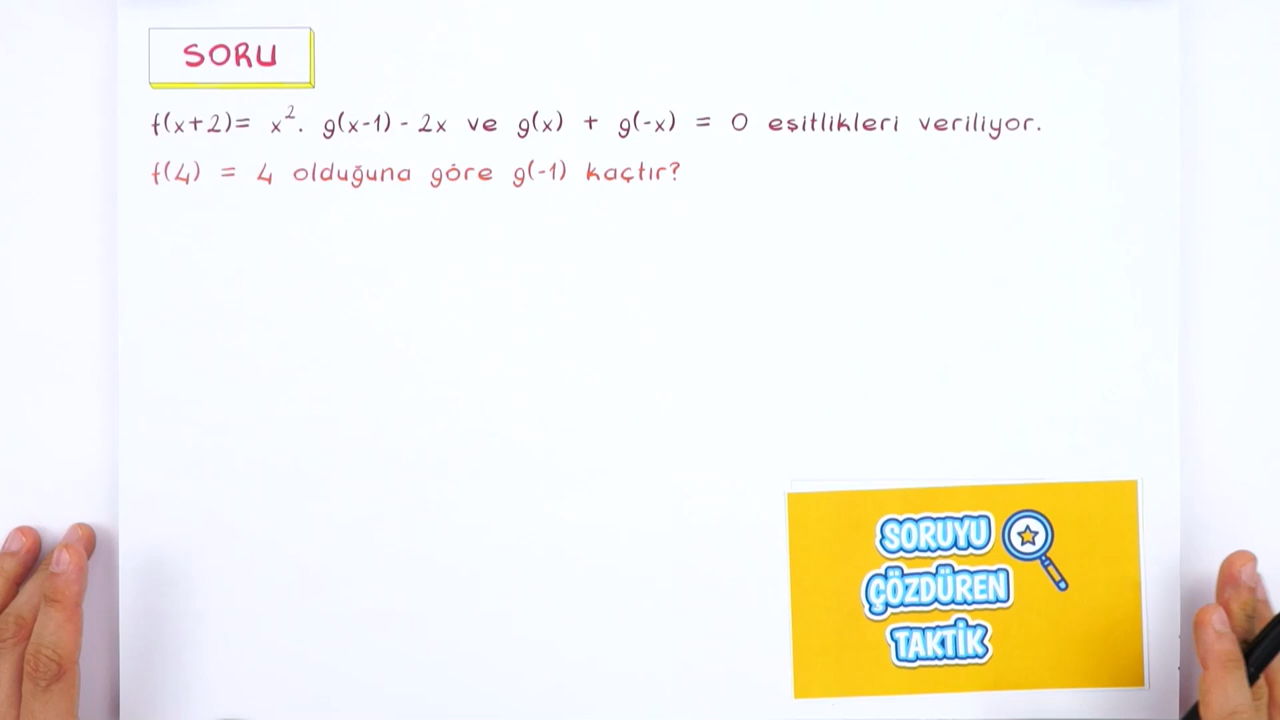 SORU
f(x+2)= x². g(x-1) - 2x ve g(x) + g(-x) = 0 eşitlikleri veriliyor.
f(4) = 4 olduğuna göre g(-1) kaçtır?
SORUYU
ÇÖZDÜREN
TAKTİK